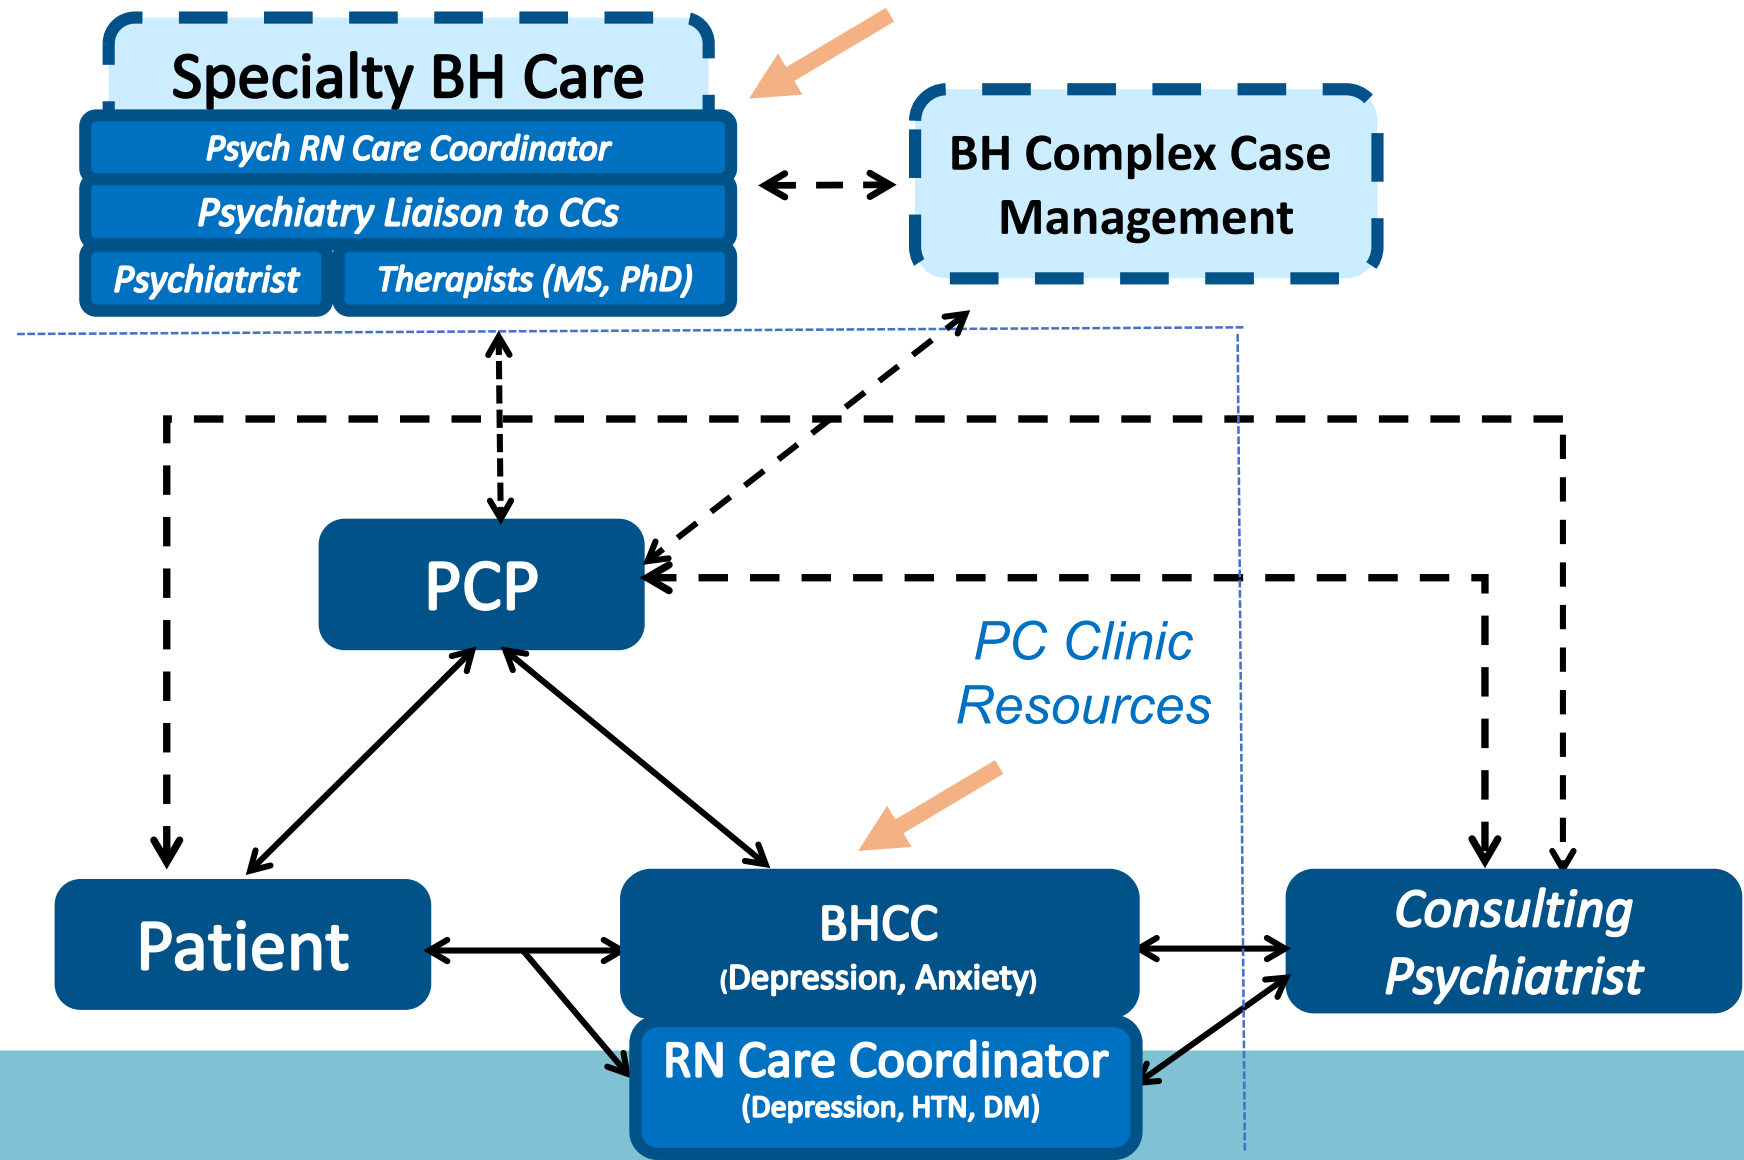 Specialty BH Care
Psych RN Care Coordinator
Psychiatry Liaison to CCs
Psychiatrist
Therapists (MS, PhD)
BH Complex Case
Management
PCP
PC Clinic
Resources
Patient
BHCC
(Depression, Anxiety)
RN Care Coordinator
(Depression, HTN, DM)
Consulting
Psychiatrist